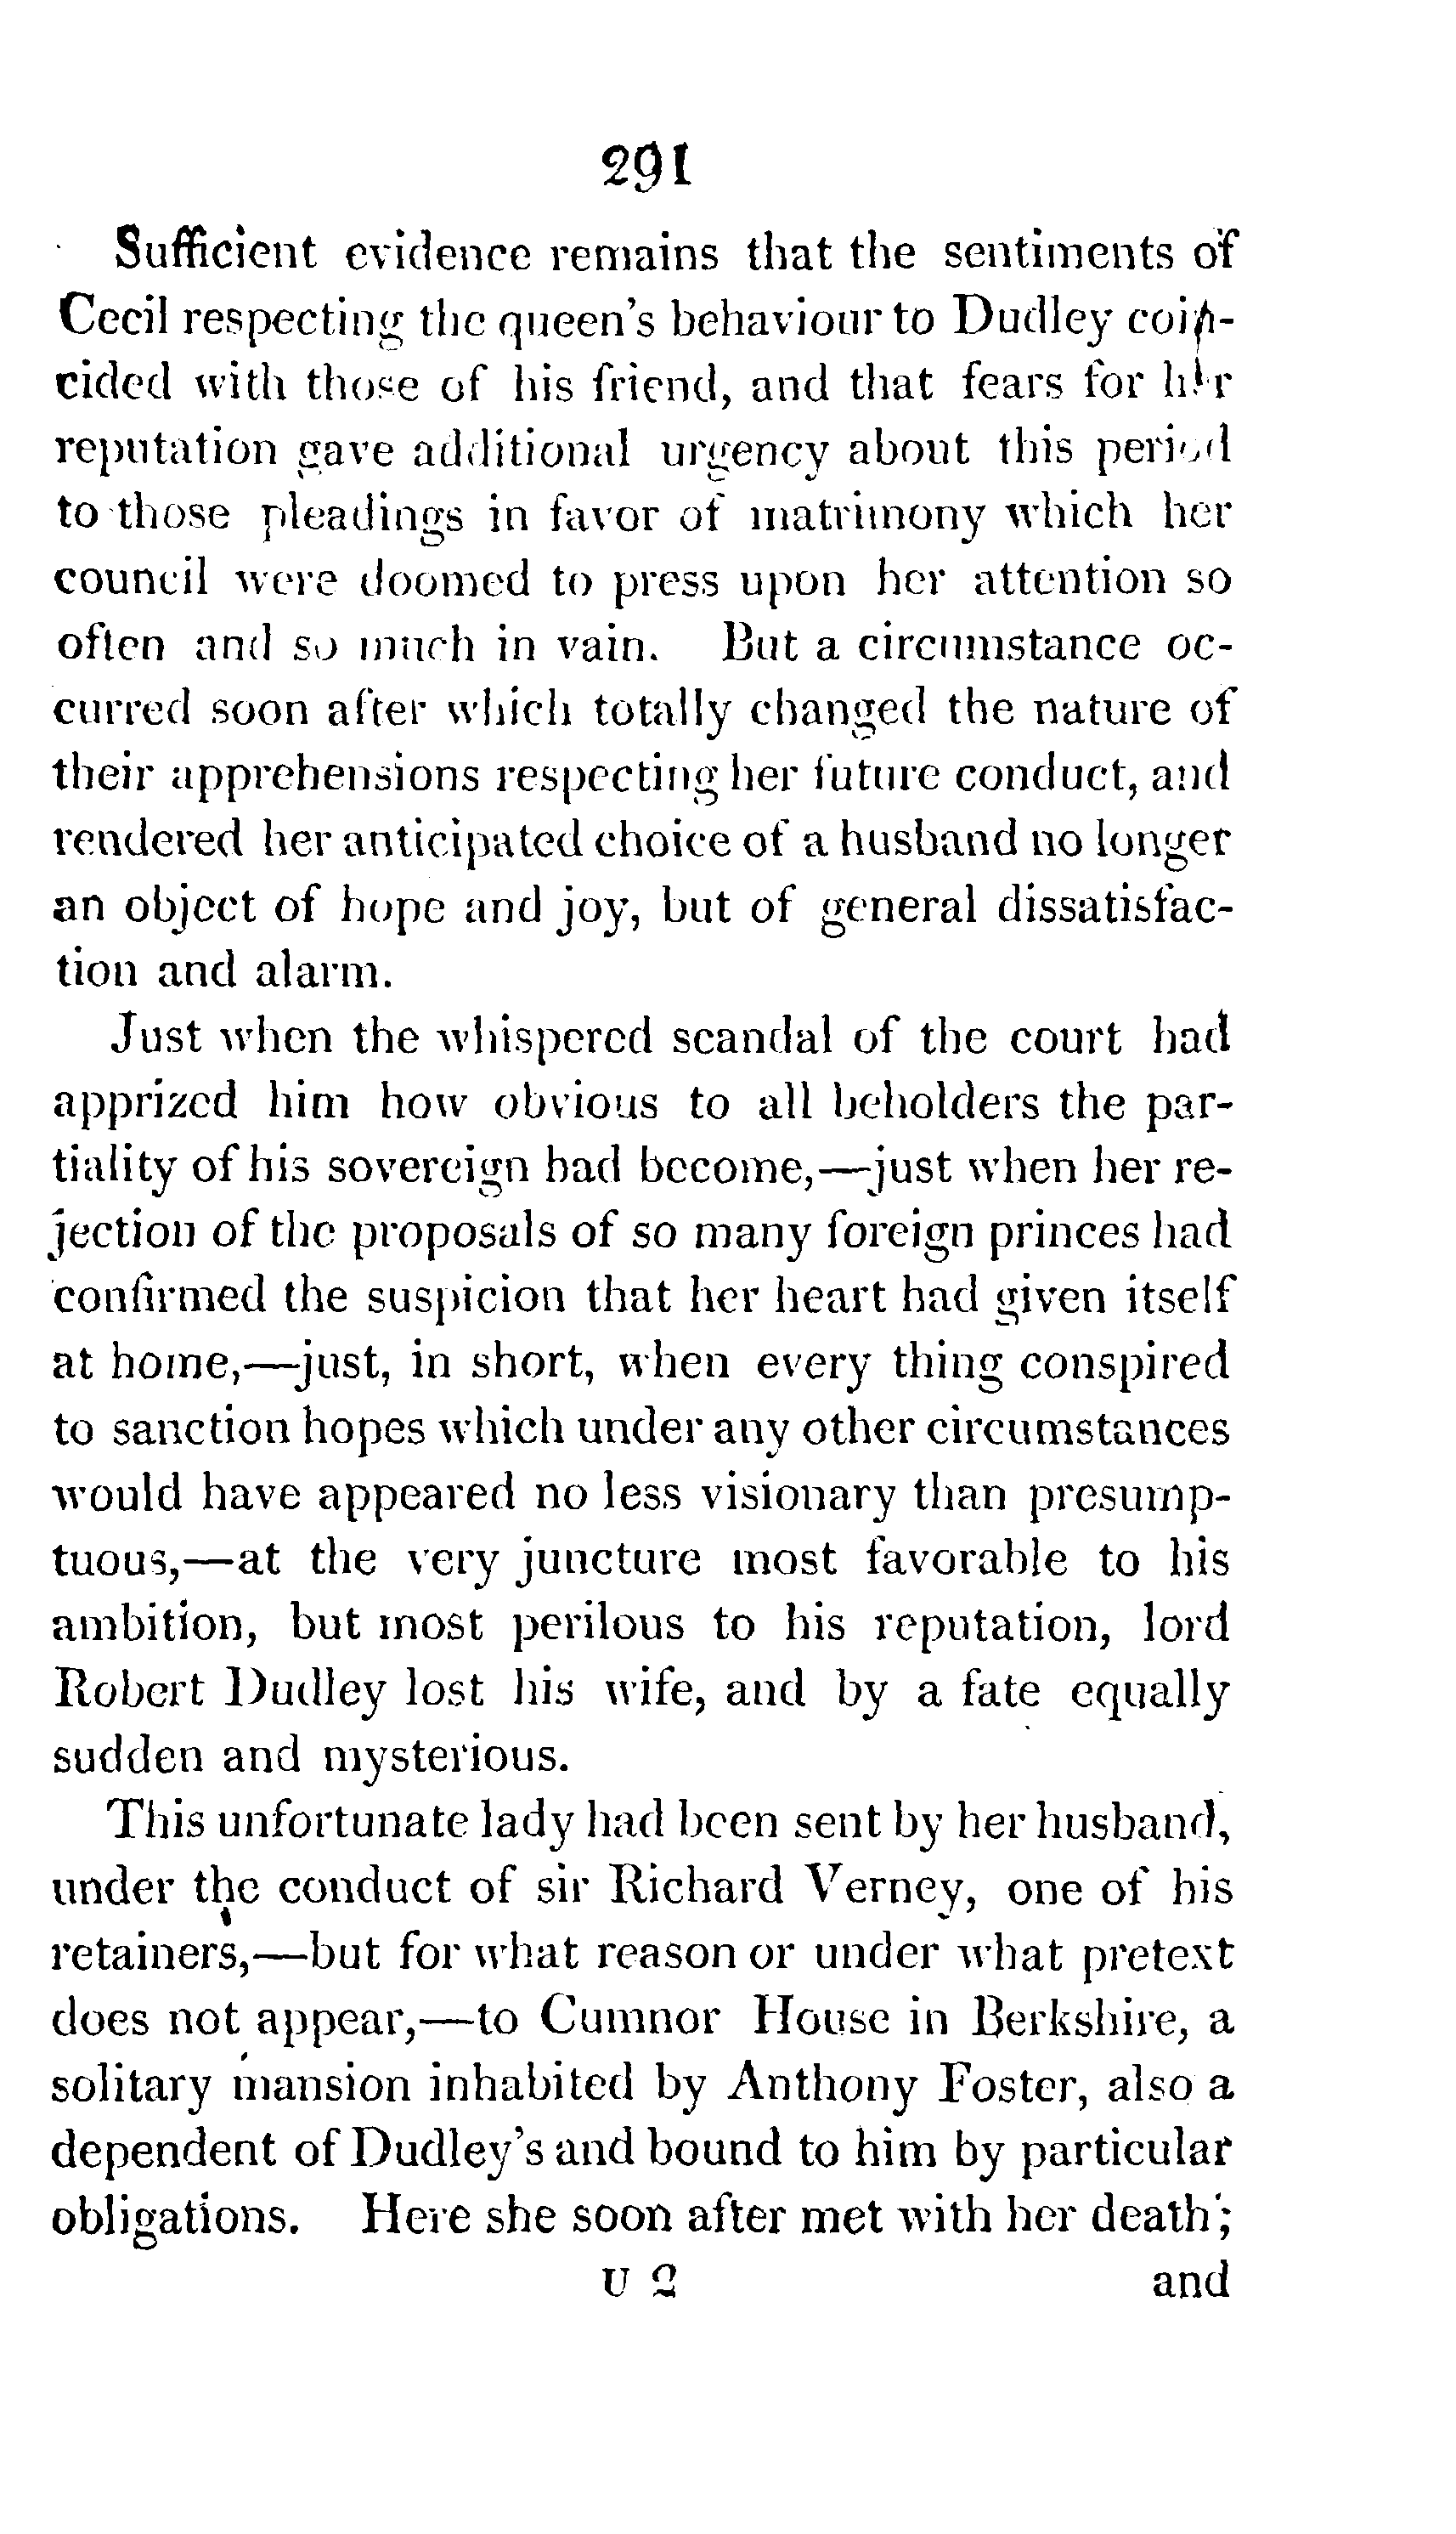 291
Sufficient evidence remains that the sentiments of
Cecil respecting the queen's behaviour to Dudley coin-
cided with those of his friend, and that fears for her
reputation gave additional urgency about this period
to those pleadings in favor of matrimony which her
council were doomed to press upon her attention so
often and so much in vain. But a circumstance oc-
curred soon after which totally changed the nature of
their apprehensions respecting her future conduct, and
rendered her anticipated choice of a husband no longer
an object of hope and joy, but of general dissatisfac-
tion and alarm.
Just when the whispered scandal of the court had
apprized him how obvious to all beholders the par-
tiality of his sovereign had become,—just when her re-
jection of the proposals of so many foreign princes had
confirmed the suspicion that her heart had given itself
at home,—just, in short, when every thing conspired
to sanction hopes which under any other circumstances
would have appeared no less visionary than presump-
tuous,—at the very juncture most favorable to his
ambition, but most perilous to his reputation, lord
Robert Dudley lost his wife, and by a fate equally
sudden and mysterious.
This unfortunate lady had been sent by her husband,
under the conduct of sir Richard Verney, one of his
retainers,—but for what reason or under what pretext
does not appear,—to Cumnor House in Berkshire, a
solitary mansion inhabited by Anthony Foster, also a
dependent of Dudley's and bound to him by particular
obligations. Here she soon after met with her death;
U 2 and